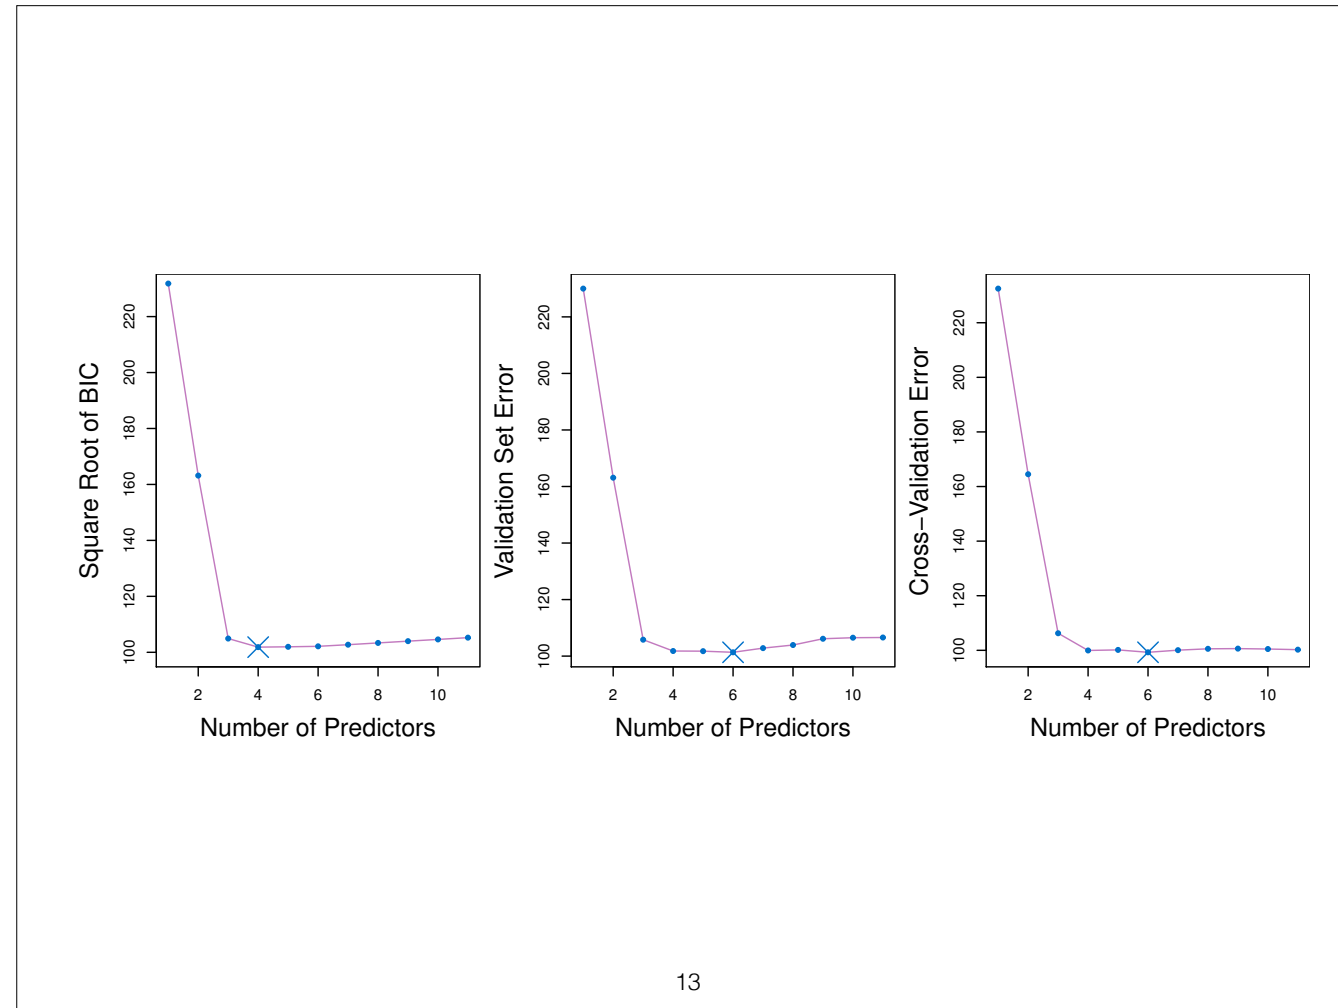 Square Root of BIC
220
200
180
160
140
120
100
2 4 6 8 10
Number of Predictors
Validation Set Error
220
200
180
160
140
120
100
2 4 6 8 10
Number of Predictors
Cross−Validation Error
220
200
180
160
140
120
100
2 4 6 8 10
Number of Predictors
13